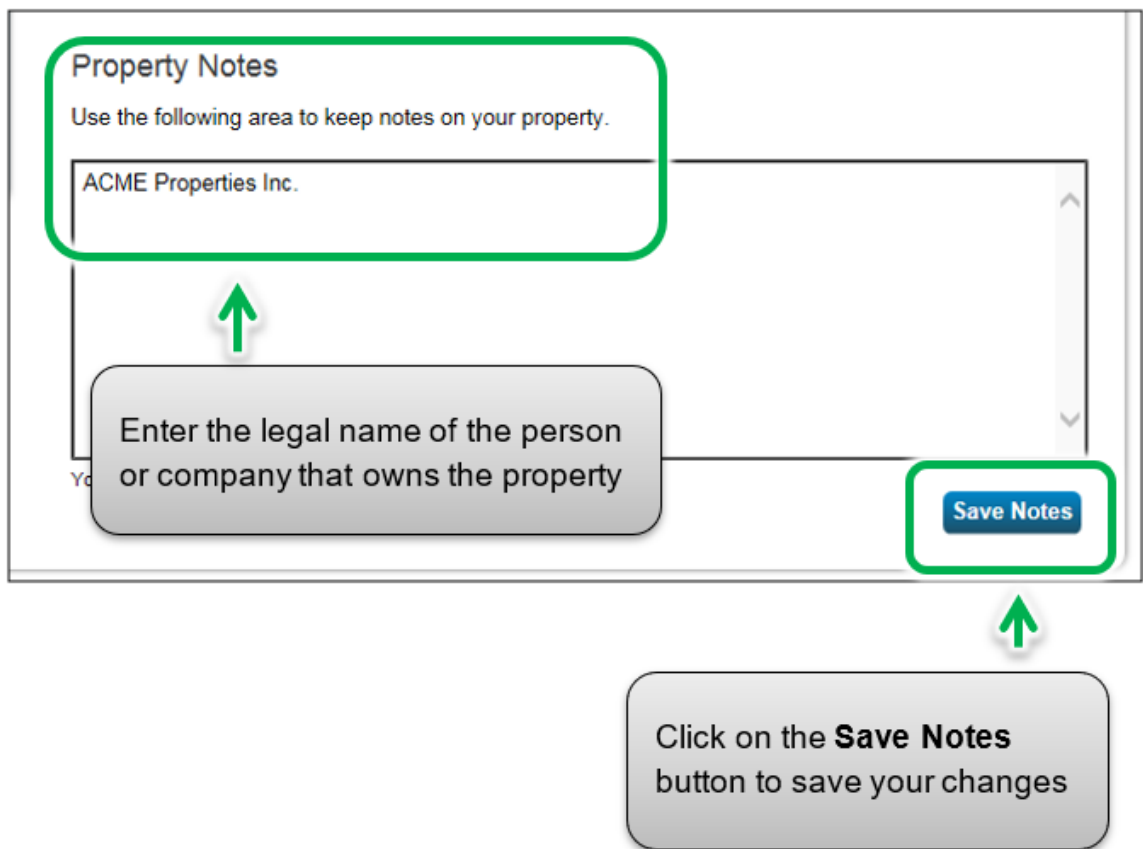 Property Notes
Use the following area to keep notes on your property.
ACME Properties Inc.
Enter the legal name of the person
or company that owns the property
Save Notes
Click on the Save Notes
button to save your changes